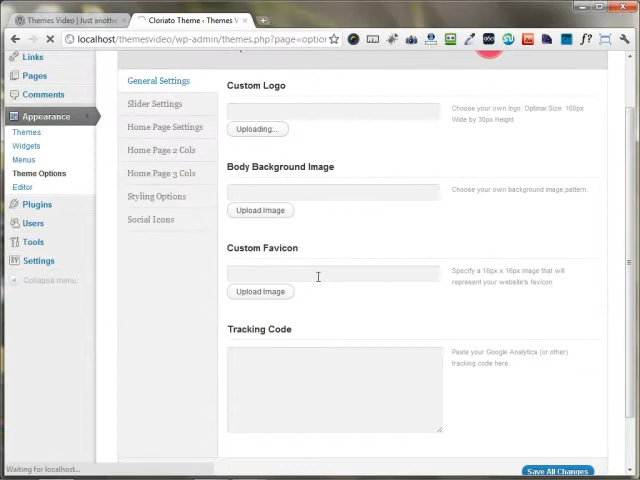 Themes Video | Just anoth
Cloriato Theme ‹ Themes V
localhost/themesvideo/wp-admin/themes.php?page=option
Links
Pages
Comments
Appearance
Themes
Widgets
Menus
Theme Options
Editor
Plugins
Users
Tools
Settings
Collapse menu
General Settings
Slider Settings
Home Page Settings
Home Page 2 Cols
Home Page 3 Cols
Styling Options
Social Icons
Custom Logo
Uploading...
Choose your own logo. Optimal Size: 160px
Wide by 30px Height
Body Background Image
Upload Image
Choose your own background image,pattern.
Custom Favicon
Upload Image
Specify a 16px x 16px image that will
represent your website's favicon.
Tracking Code
Paste your Google Analytics (or other)
tracking code here.
Save All Changes
Waiting for localhost...